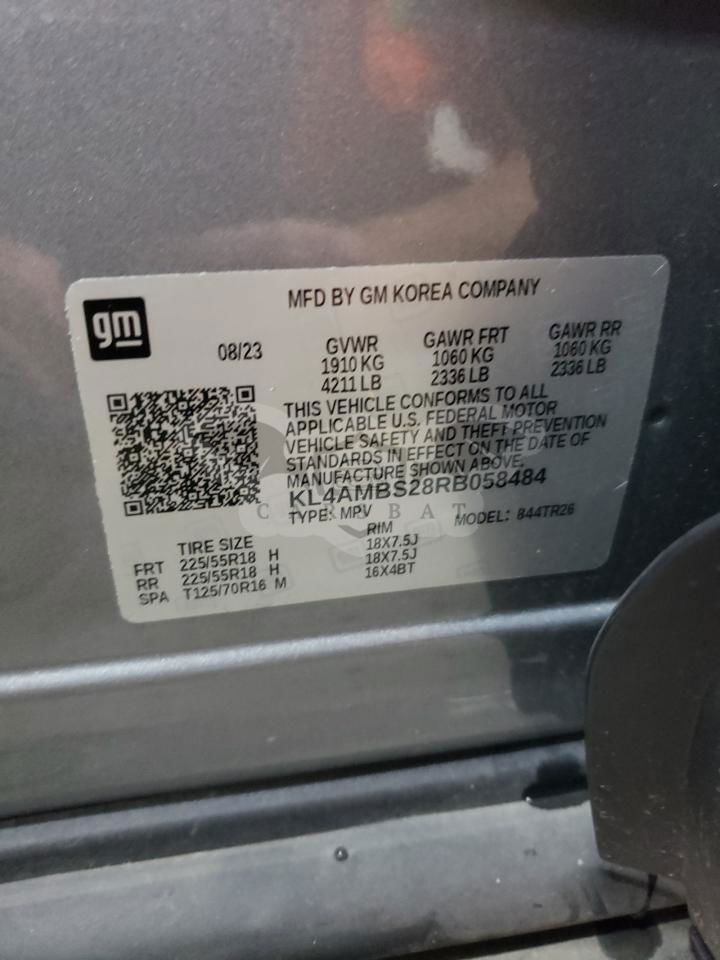 gm
MFD BY GM KOREA COMPANY
08/23
GVWR GAWR FRT GAWR RR
1910 KG 1060 KG 1060 KG
4211 LB 2336 LB 2336 LB
THIS VEHICLE CONFORMS TO ALL
APPLICABLE U.S. FEDERAL MOTOR
VEHICLE SAFETY AND THEFT PREVENTION
STANDARDS IN EFFECT ON THE DATE OF
MANUFACTURE SHOWN ABOVE.
KL4AMBS28RB058484
CAROBAT
TYPE: MPV MODEL: 844TR26
TIRE SIZE RIM
FRT 225/55R18 H 18X7.5J
RR 225/55R18 H 18X7.5J
SPA T125/70R16 M 16X4BT